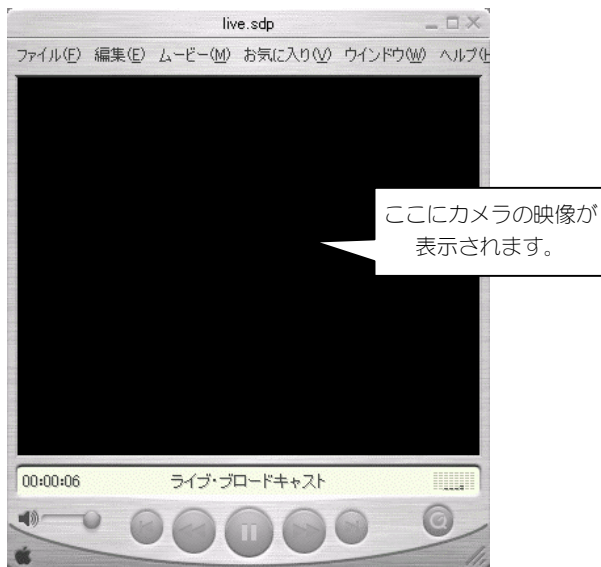 live.sdp
ファイル(F) 編集(E) ムービー(M) お気に入り(V) ウインドウ(W) ヘルプ(H
ここにカメラの映像が
表示されます。
00:00:06 ライブ・ブロードキャスト